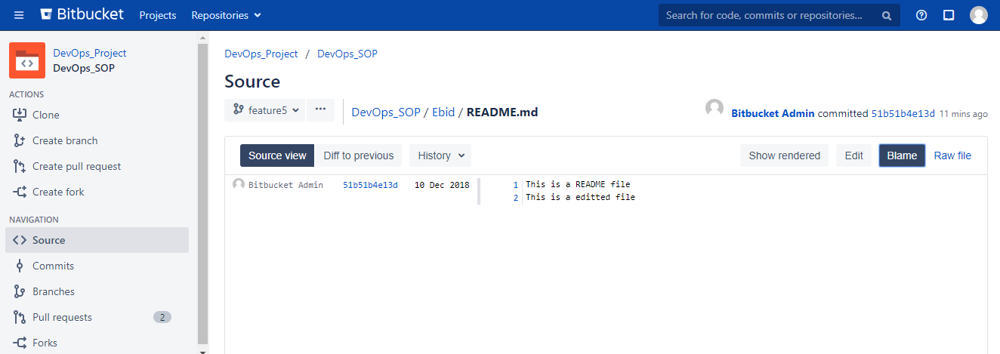 Bitbucket Projects Repositories Search for code, commits or repositories...
DevOps_Project
DevOps_SOP
ACTIONS
Clone
Create branch
Create pull request
Create fork
NAVIGATION
Source
Commits
Branches
Pull requests 2
Forks
DevOps_Project / DevOps_SOP
Source
feature5 ··· DevOps_SOP / Ebid / README.md Bitbucket Admin committed 51b51b4e13d 11 mins ago
Source view Diff to previous History Show rendered Edit Blame Raw file
Bitbucket Admin 51b51b4e13d 10 Dec 2018 1 This is a README file
2 This is a editted file